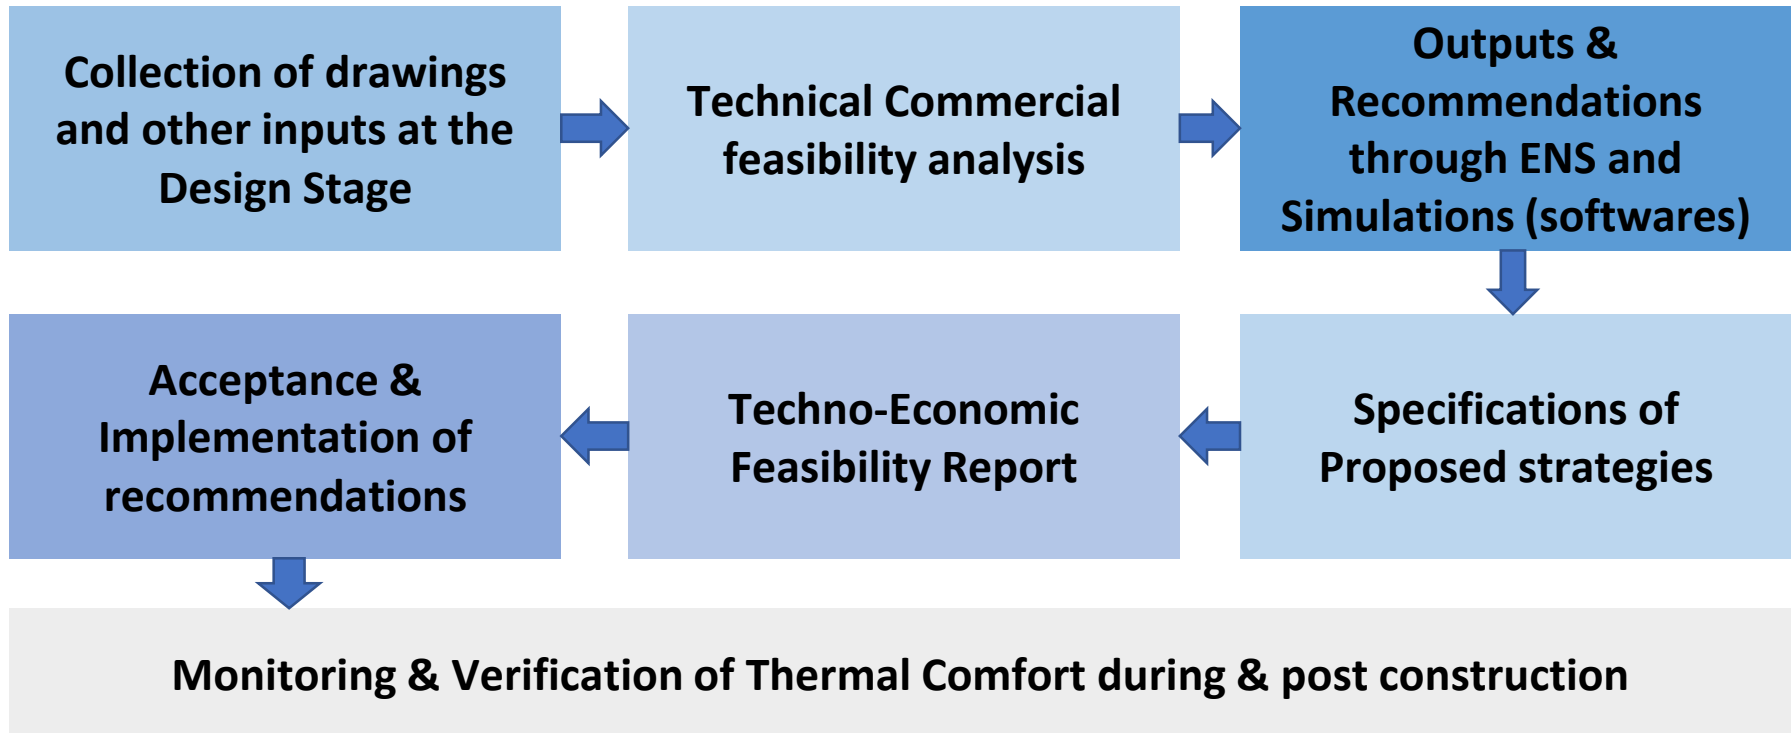 Collection of drawings
and other inputs at the
Design Stage
Technical Commercial
feasibility analysis
Outputs &
Recommendations
through ENS and
Simulations (softwares)
Acceptance &
Implementation of
recommendations
Techno-Economic
Feasibility Report
Specifications of
Proposed strategies
Monitoring & Verification of Thermal Comfort during & post construction